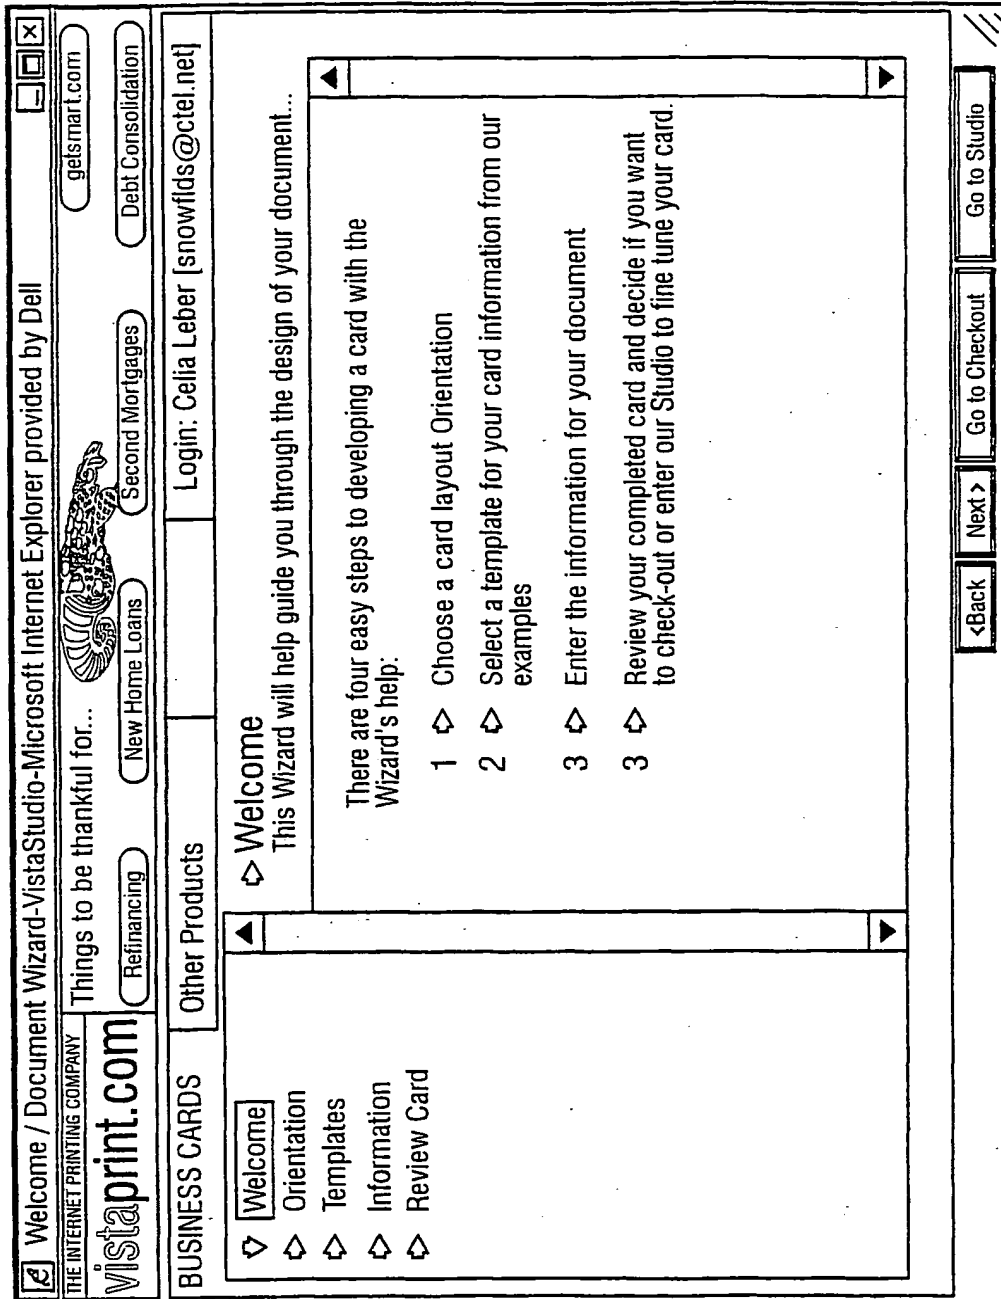 Welcome / Document Wizard-VistaStudio-Microsoft Internet Explorer provided by Dell
THE INTERNET PRINTING COMPANY
vistaprint.com
Things to be thankful for...
getsmart.com
Refinancing
New Home Loans
Second Mortgages
Debt Consolidation
BUSINESS CARDS
Other Products
Login: Celia Leber [snowflds@ctel.net]
Welcome
Orientation
Templates
Information
Review Card
Welcome
This Wizard will help guide you through the design of your document...
There are four easy steps to developing a card with the
Wizard's help:
1 Choose a card layout Orientation
2 Select a template for your card information from our
examples
3 Enter the information for your document
3 Review your completed card and decide if you want
to check-out or enter our Studio to fine tune your card.
<Back
Next >
Go to Checkout
Go to Studio